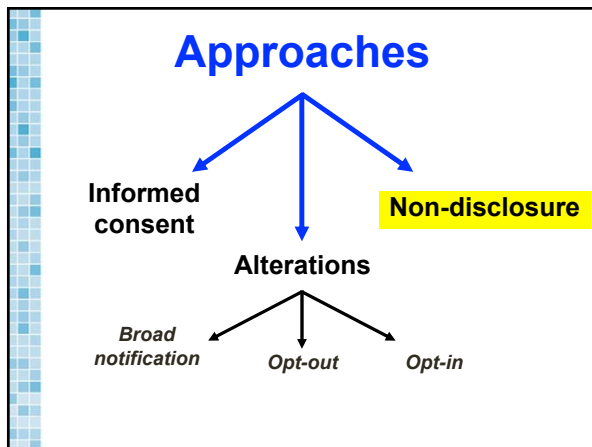 Approaches
Informed
consent
Non-disclosure
Alterations
Broad
notification
Opt-out
Opt-in